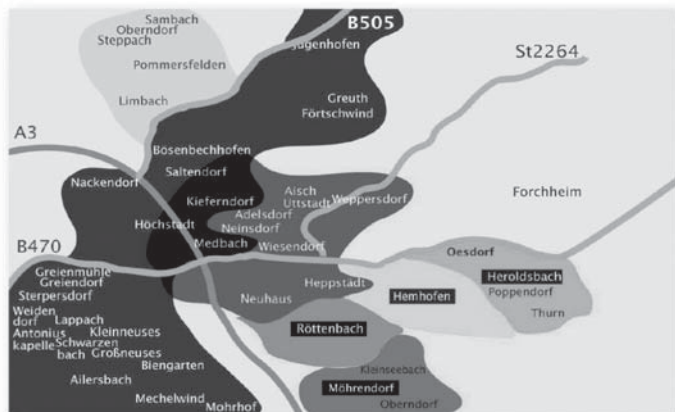 Sambach
Oberndorf
Steppach
B505
Jugenhofen
St2264
Pommersfelden
Limbach
Greuth
Förtschwind
A3
Bösenbechhofen
Saltendorf
Nackendorf
Aisch
Uttstadt
Weppersdorf
Forchheim
Kieferndorf
Adelsdorf
Neinsdorf
Höchstadt
Medbach
Wiesendorf
B470
Oesdorf
Greienmühle
Greiendorf
Sterpersdorf
Heppstädt
Heroldsbach
Poppendorf
Neuhaus
Hemhofen
Thurn
Weiden
dorf
Lappach
Antonius
kapelle
Kleinneuses
Schwarzen
bach
Großneuses
Röttenbach
Biengarten
Ailersbach
Kleinseebach
Möhrendorf
Mechelwind
Mohrhof
Oberndorf